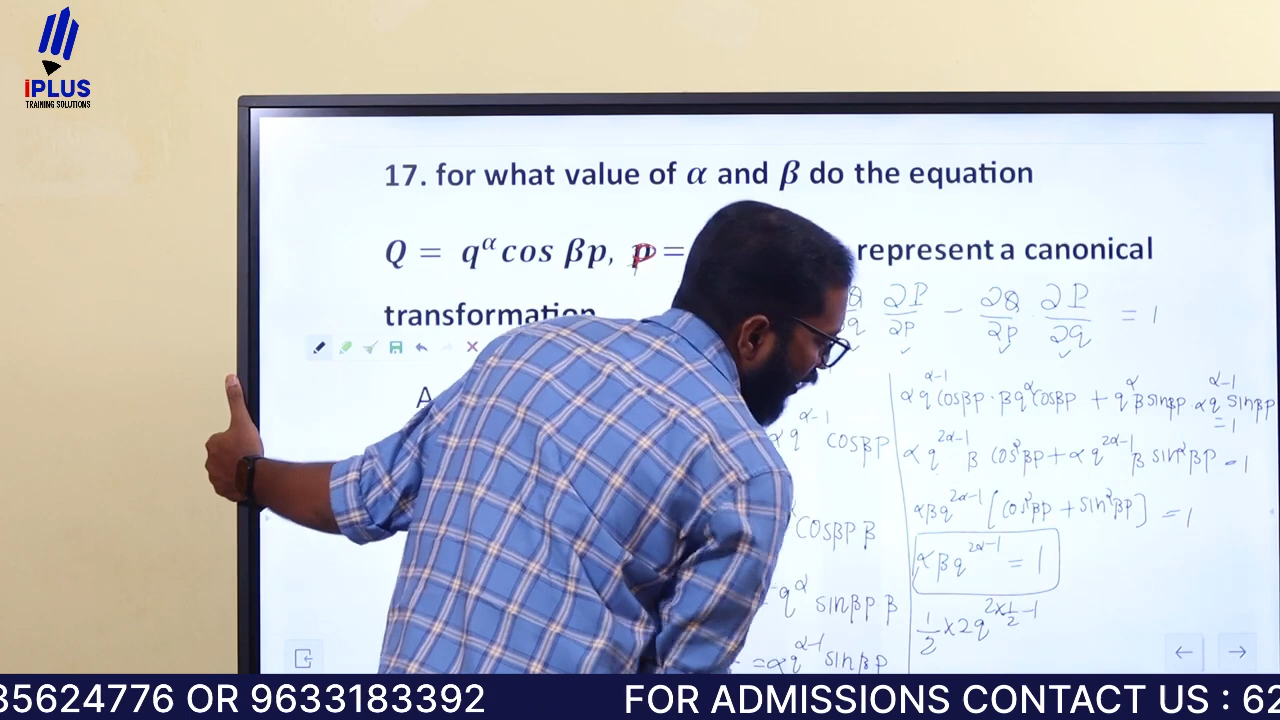 iPLUS
TRAINING SOLUTIONS
17. for what value of α and β do the equation
Q = q^α cos βp, p =
represent a canonical
transformation
∂P/∂p - ∂Q/∂p · ∂P/∂q = 1
A
αq^(α-1) cosβp
cosβp β
-q^α sinβp β
= αq^(α-1) sinβp
αq^(α-1) cosβp · βq^α cosβp + q^α β sinβp · αq^(α-1) sinβp
= 1
αq^(2α-1) β cos²βp + αq^(2α-1) β sin²βp = 1
αβq^(2α-1) [cos²βp + sin²βp] = 1
αβq^(2α-1) = 1
1/2 × 2q^(2×1/2-1)
35624776 OR 9633183392
FOR ADMISSIONS CONTACT US : 62